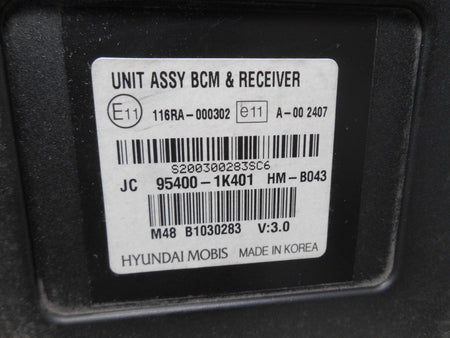 UNIT ASSY BCM & RECEIVER
E11 116RA-000302 e11 A-00 2407
S200300283SC6
JC 95400-1K401 HM-B043
M48 B1030283 V:3.0
HYUNDAI MOBIS MADE IN KOREA